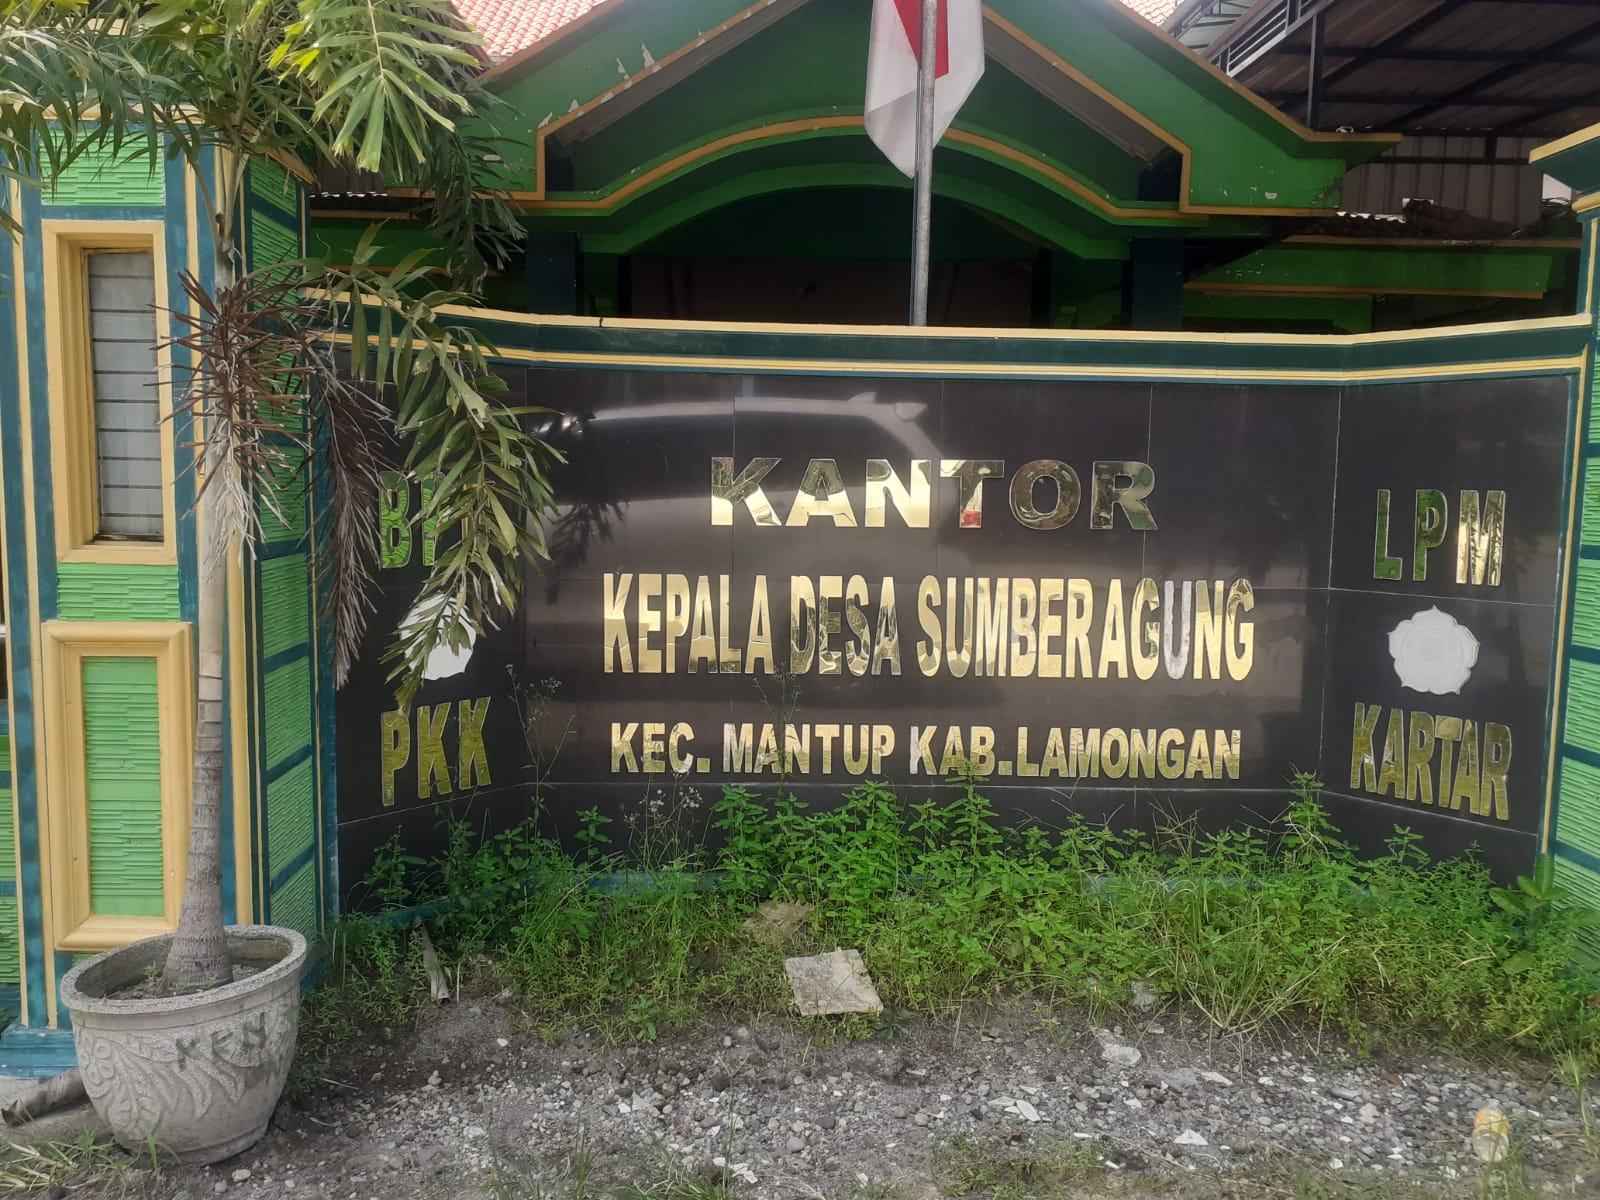 KANTOR
KEPALA DESA SUMBERAGUNG
KEC. MANTUP KAB. LAMONGAN
PKK
LPM
KARTAR